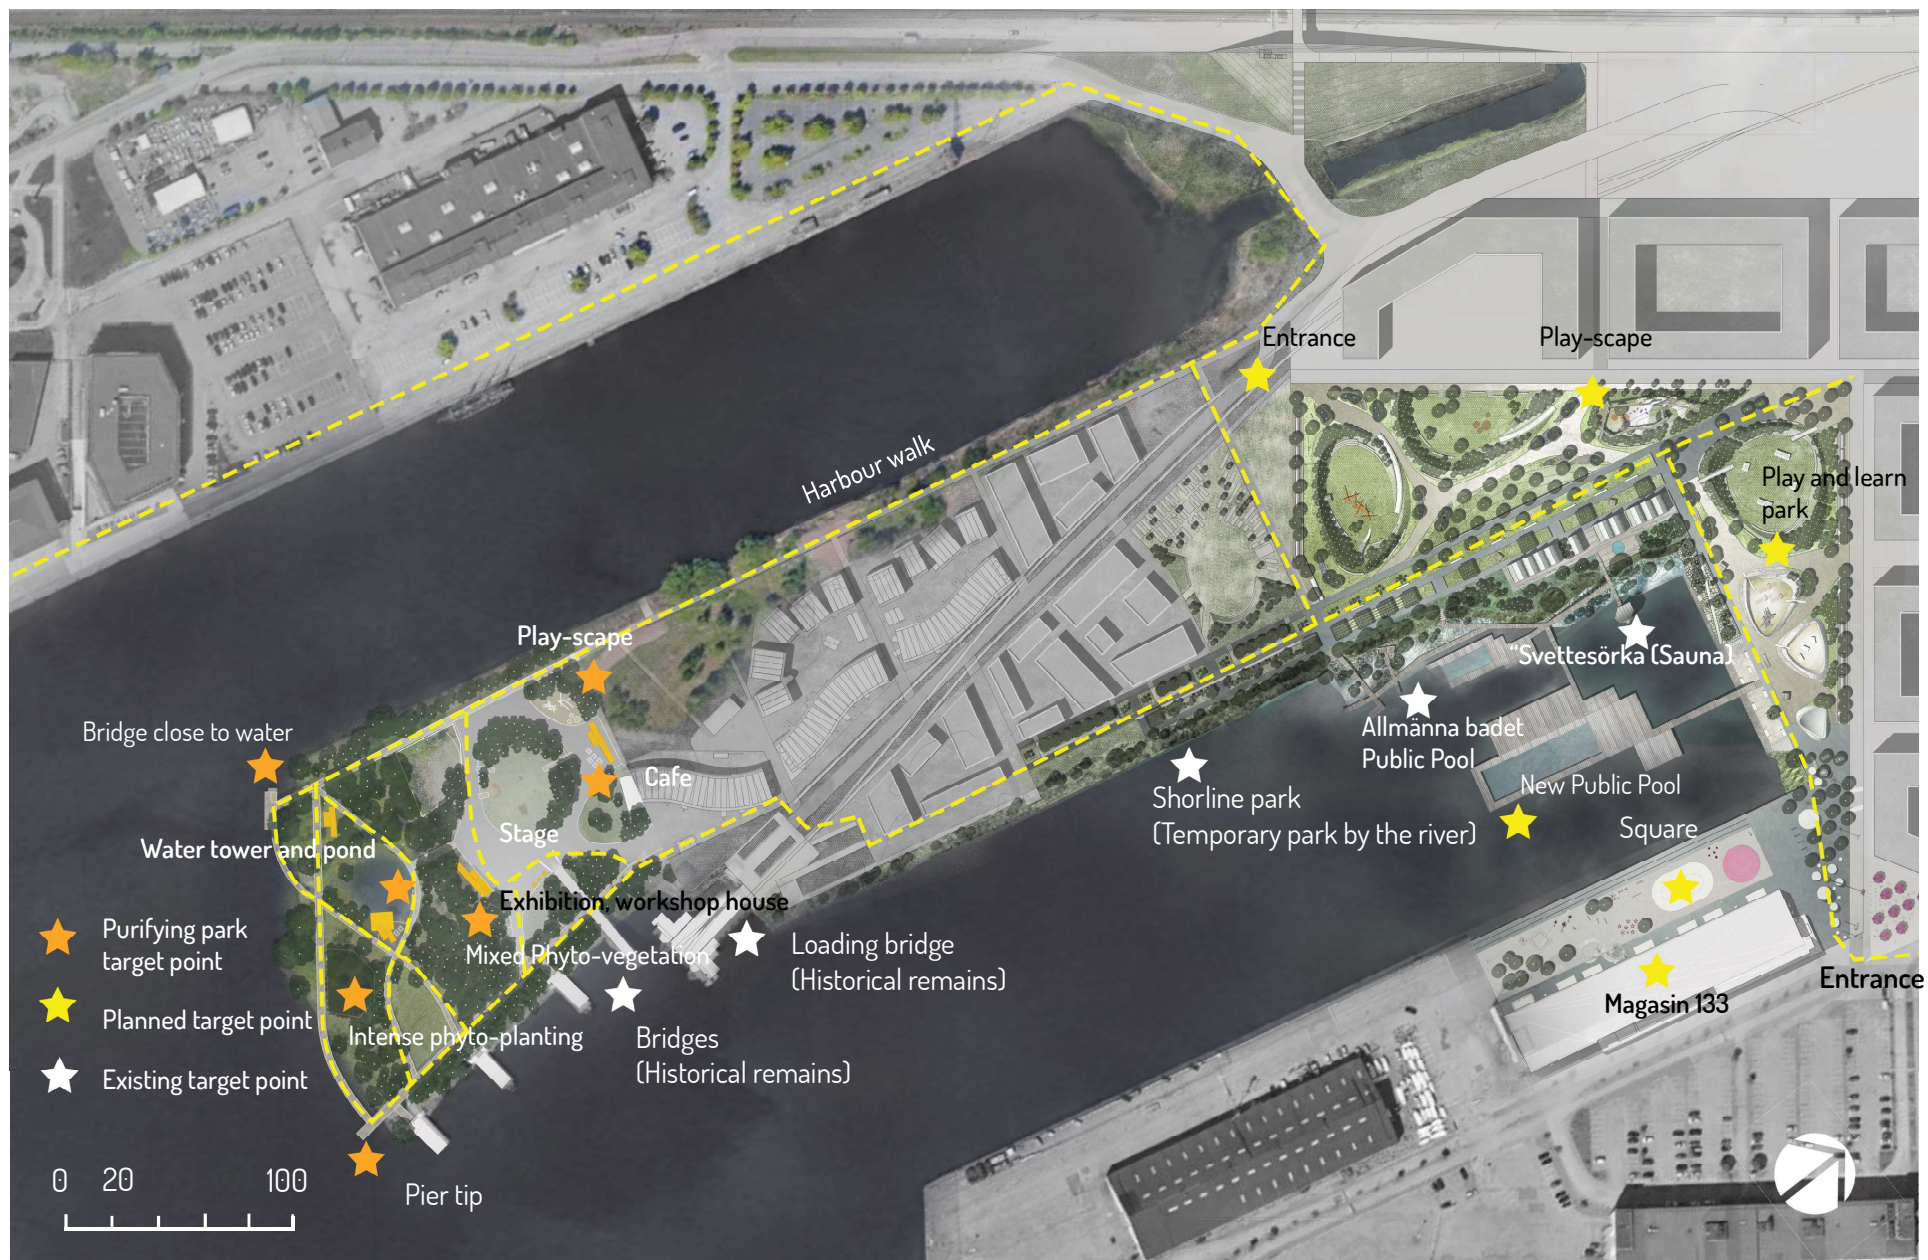 Entrance
Play-scape
Harbour walk
Play and learn
park
Play-scape
"Svettesörka (Sauna)
Bridge close to water
Allmänna badet
Public Pool
Cafe
New Public Pool
Shorline park
(Temporary park by the river)
Square
Stage
Water tower and pond
Exhibition, workshop house
Purifying park
target point
Mixed Phyto-vegetation
Loading bridge
(Historical remains)
Entrance
Magasin 133
Planned target point
Intense phyto-planting
Bridges
(Historical remains)
Existing target point
0 20 100
Pier tip